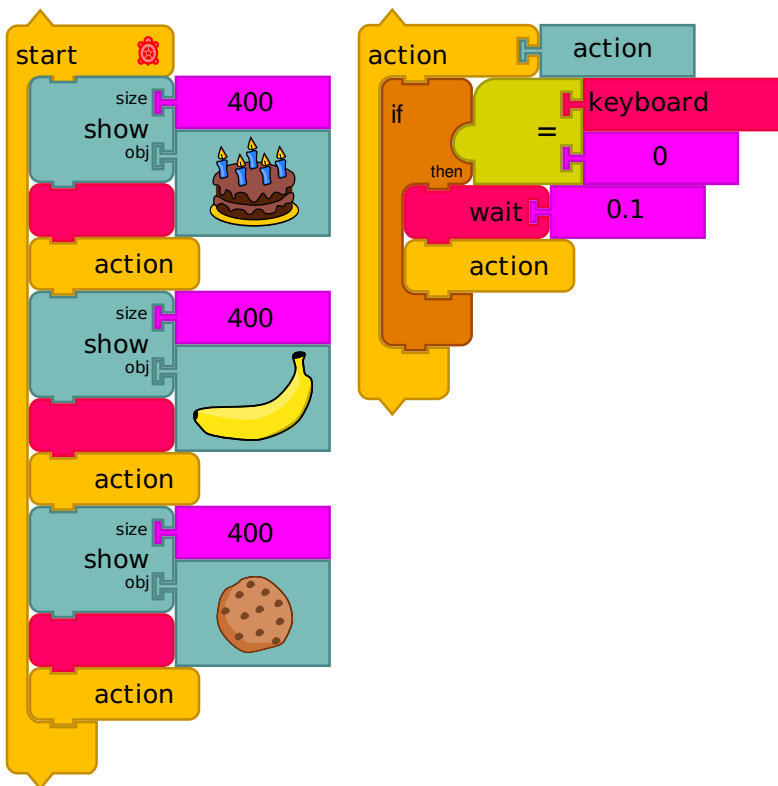 start
size
400
show
obj
action
size
400
show
obj
action
size
400
show
obj
action
action
action
if
keyboard
=
0
then
wait
0.1
action